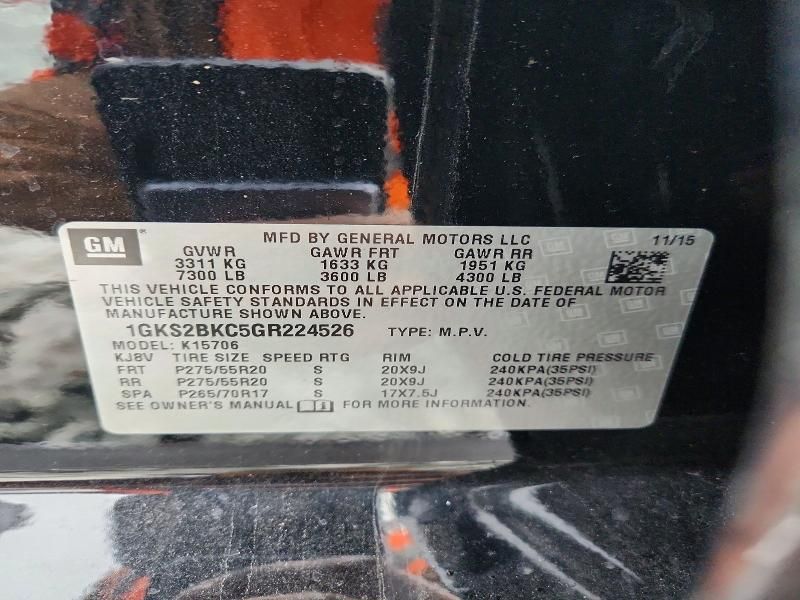 GM
MFD BY GENERAL MOTORS LLC 11/15
GVWR GAWR FRT GAWR RR
3311 KG 1633 KG 1951 KG
7300 LB 3600 LB 4300 LB
THIS VEHICLE CONFORMS TO ALL APPLICABLE U.S. FEDERAL MOTOR
VEHICLE SAFETY STANDARDS IN EFFECT ON THE DATE OF
MANUFACTURE SHOWN ABOVE.
1GKS2BKC5GR224526 TYPE: M.P.V.
MODEL: K15706
KJ8V TIRE SIZE SPEED RTG RIM COLD TIRE PRESSURE
FRT P275/55R20 S 20X9J 240KPA(35PSI)
RR P275/55R20 S 20X9J 240KPA(35PSI)
SPA P265/70R17 S 17X7.5J 240KPA(35PSI)
SEE OWNER'S MANUAL FOR MORE INFORMATION.